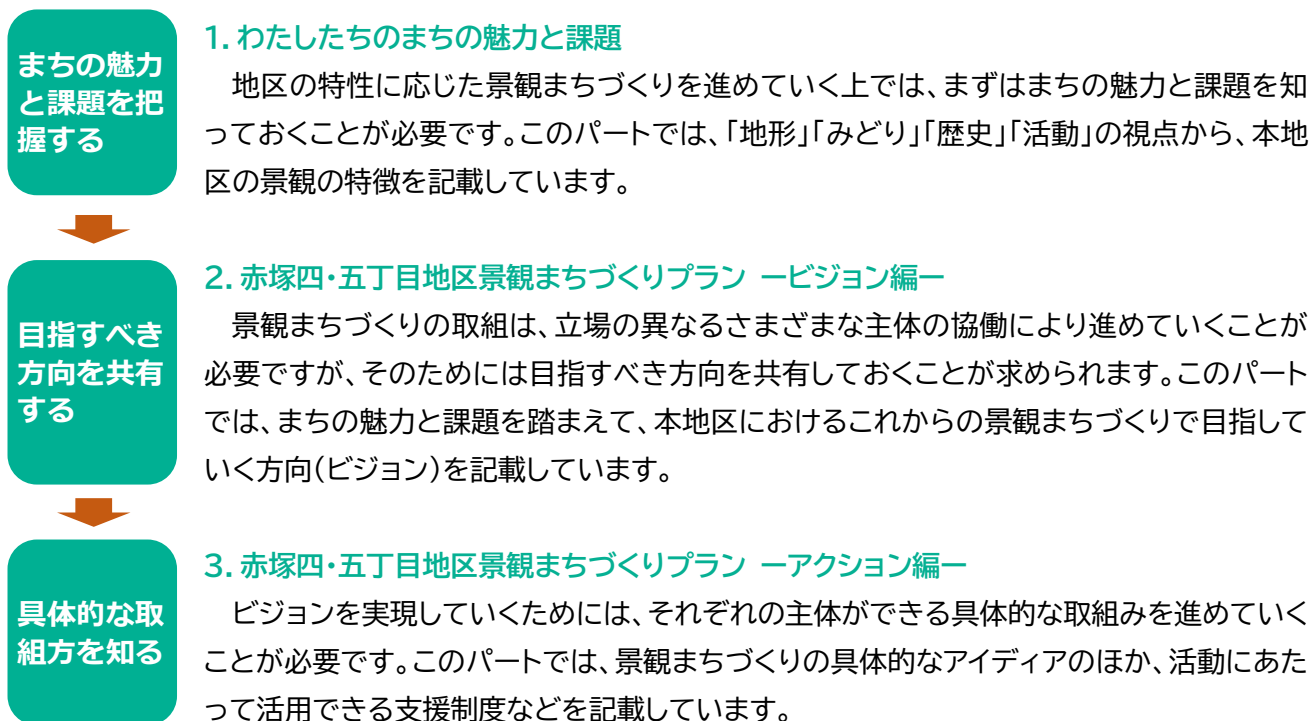 まちの魅力
と課題を把
握する
1. わたしたちのまちの魅力と課題
地区の特性に応じた景観まちづくりを進めていく上では、まずはまちの魅力と課題を知
っておくことが必要です。このパートでは、「地形」「みどり」「歴史」「活動」の視点から、本地
区の景観の特徴を記載しています。
目指すべき
方向を共有
する
2. 赤塚四・五丁目地区景観まちづくりプラン ービジョン編ー
景観まちづくりの取組は、立場の異なるさまざまな主体の協働により進めていくことが
必要ですが、そのためには目指すべき方向を共有しておくことが求められます。このパート
では、まちの魅力と課題を踏まえて、本地区におけるこれからの景観まちづくりで目指して
いく方向（ビジョン）を記載しています。
具体的な取
組方を知る
3. 赤塚四・五丁目地区景観まちづくりプラン ーアクション編ー
ビジョンを実現していくためには、それぞれの主体ができる具体的な取組みを進めていく
ことが必要です。このパートでは、景観まちづくりの具体的なアイディアのほか、活動にあた
って活用できる支援制度などを記載しています。